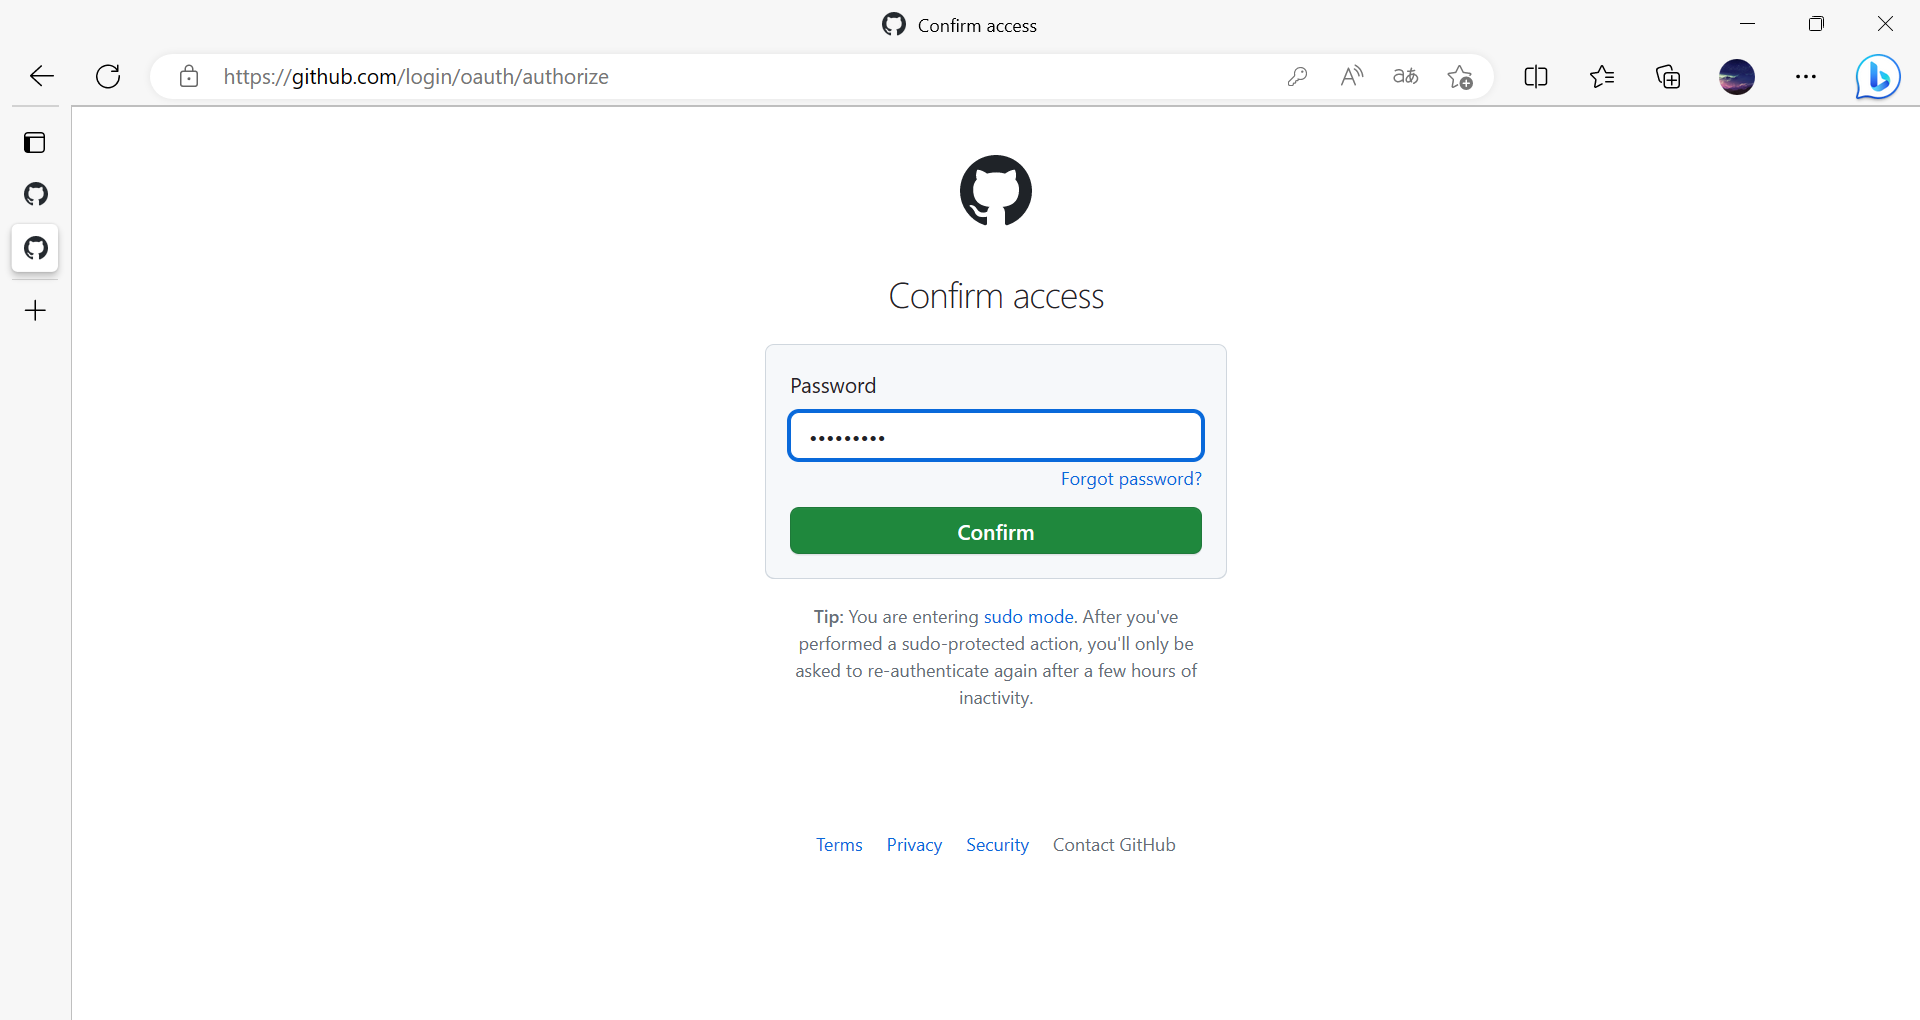 Confirm access
https://github.com/login/oauth/authorize
Confirm access
Password
•••••••••
Forgot password?
Confirm
Tip: You are entering sudo mode. After you've
performed a sudo-protected action, you'll only be
asked to re-authenticate again after a few hours of
inactivity.
Terms Privacy Security Contact GitHub